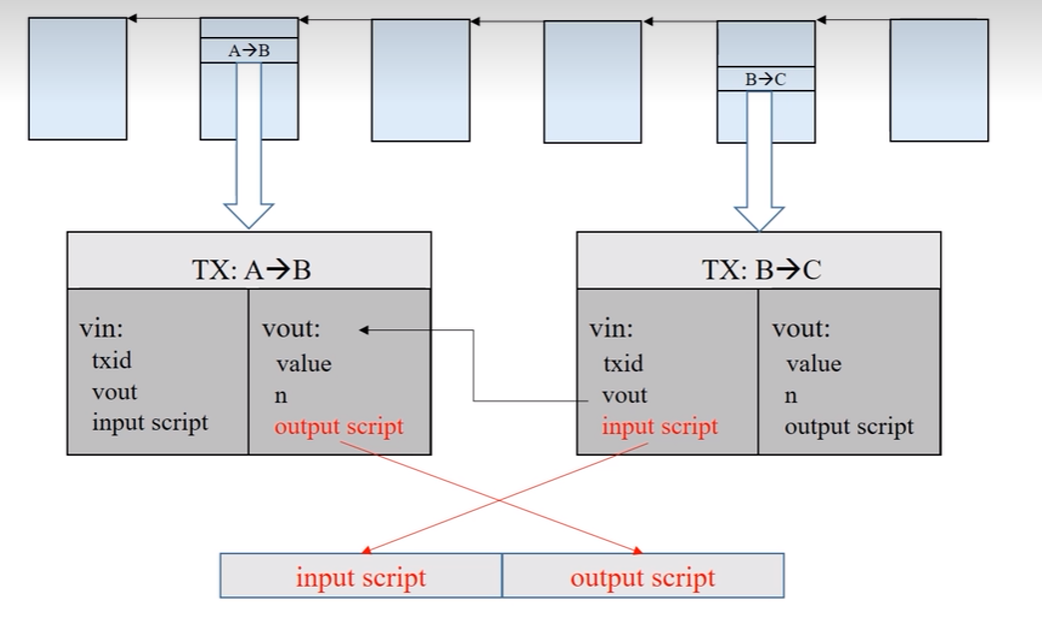 A→B
B→C
TX: A→B
vin:
txid
vout
input script
vout:
value
n
output script
TX: B→C
vin:
txid
vout
input script
vout:
value
n
output script
input script
output script